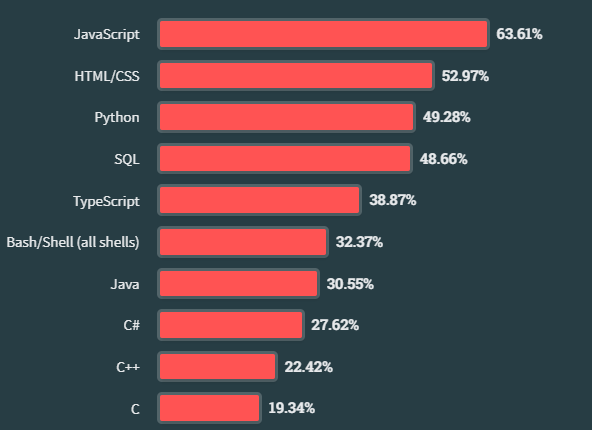 JavaScript 63.61%
HTML/CSS 52.97%
Python 49.28%
SQL 48.66%
TypeScript 38.87%
Bash/Shell (all shells) 32.37%
Java 30.55%
C# 27.62%
C++ 22.42%
C 19.34%